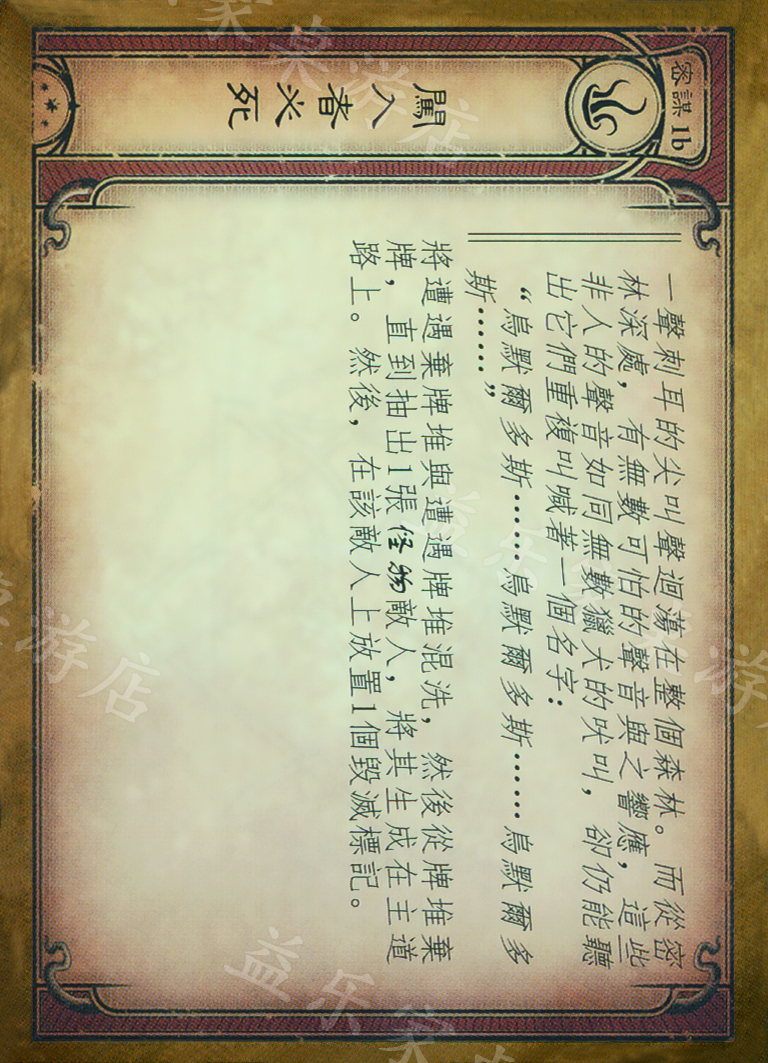 密謀 1b
闖入者必死
一聲刺耳的尖叫聲迴蕩在整個森林。而從密
林深處，有無數可怕的聲音與之響應，這些
非人的聲音如同無數獵犬的吠叫，卻仍能聽
出它們重複叫喊著一個名字：
“烏默爾多斯……烏默爾多斯……烏默爾多
斯……”
將遭遇棄牌堆與遭遇牌堆混洗，然後從牌堆棄
牌，直到抽出1張怪物敵人，將其生成在主道
路上。然後，在該敵人上放置1個毀滅標記。
益乐家桌游店